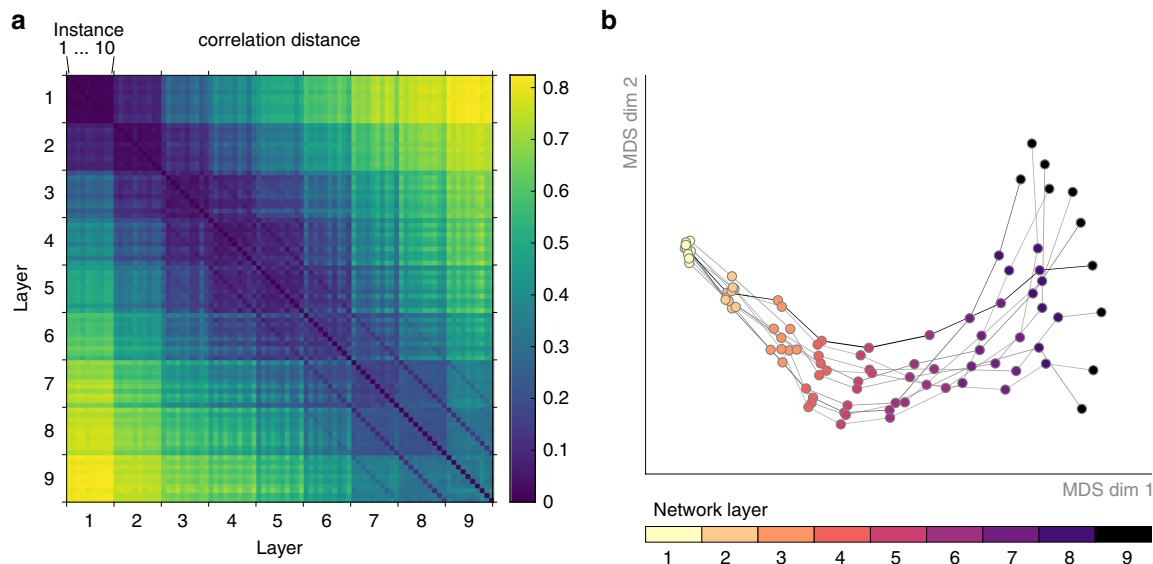 a
Instance
1 ... 10
correlation distance
Layer
1
2
3
4
5
6
7
8
9
1 2 3 4 5 6 7 8 9
Layer
0.8
0.7
0.6
0.5
0.4
0.3
0.2
0.1
0
b
MDS dim 2
MDS dim 1
Network layer
1 2 3 4 5 6 7 8 9